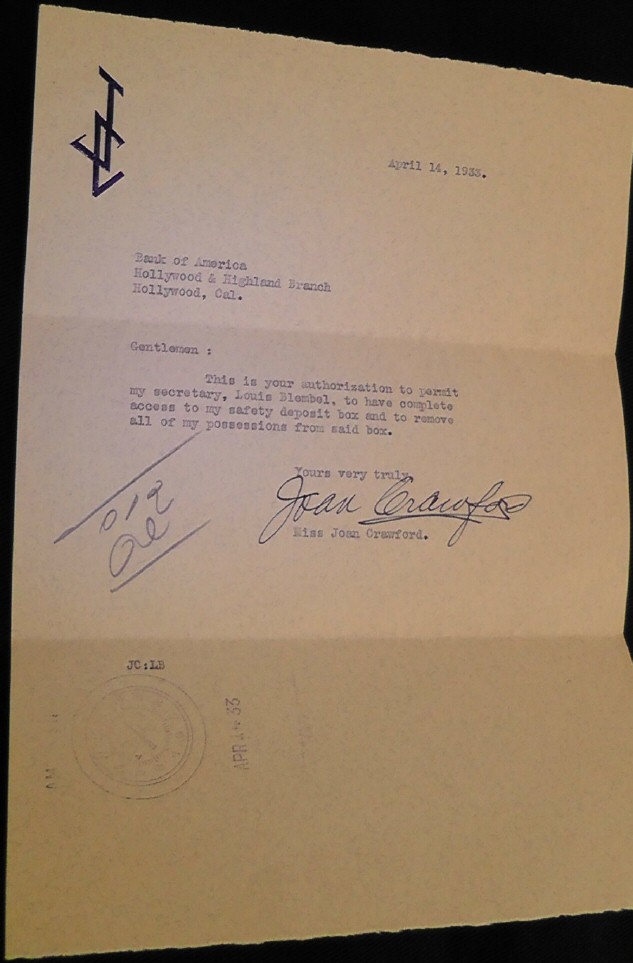 April 14, 1933.
Bank of America
Hollywood & Highland Branch
Hollywood, Cal.
Gentlemen :
This is your authorization to permit
my secretary, Louis Blembel, to have complete
access to my safety deposit box and to remove
all of my possessions from said box.
Yours very truly
Joan Crawford
Miss Joan Crawford.
JC:LB
APR 14 33
AM